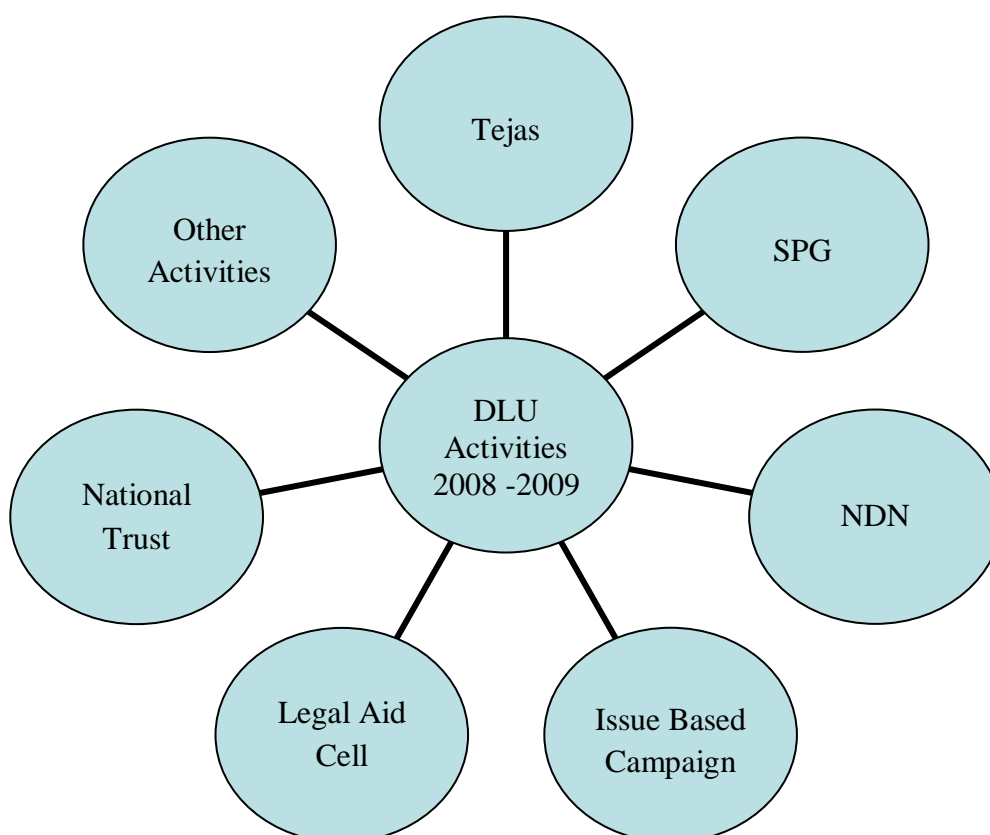 Tejas
SPG
Other
Activities
DLU
Activities
2008 -2009
National
Trust
NDN
Legal Aid
Cell
Issue Based
Campaign